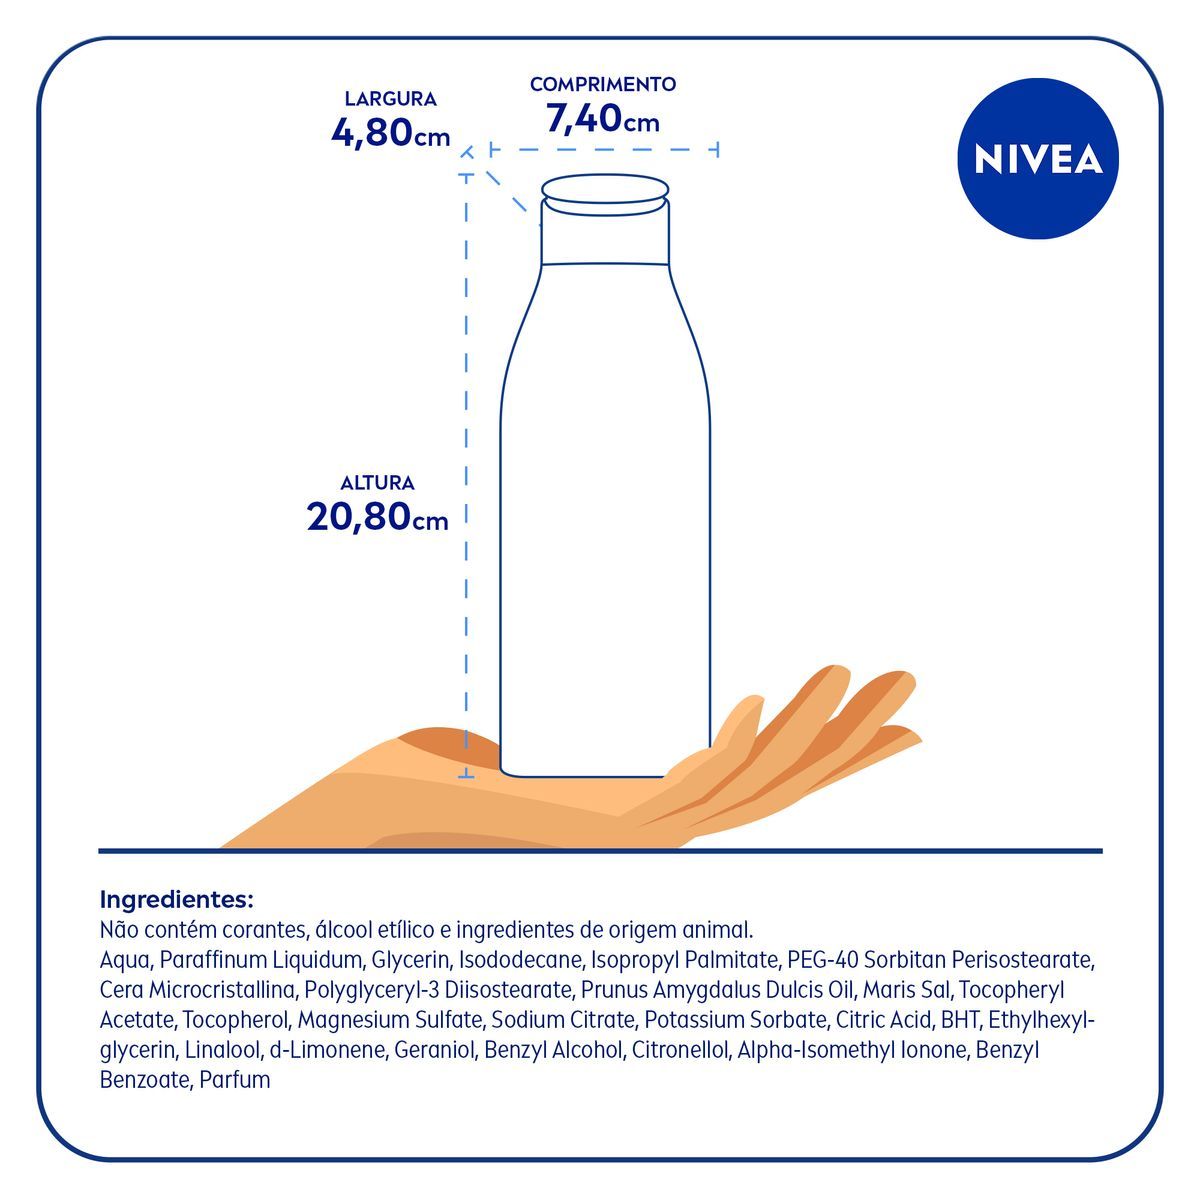 LARGURA
4,80cm
COMPRIMENTO
7,40cm
NIVEA
ALTURA
20,80cm
Ingredientes:
Não contém corantes, álcool etílico e ingredientes de origem animal.
Aqua, Paraffinum Liquidum, Glycerin, Isododecane, Isopropyl Palmitate, PEG-40 Sorbitan Perisostearate,
Cera Microcristallina, Polyglyceryl-3 Diisostearate, Prunus Amygdalus Dulcis Oil, Maris Sal, Tocopheryl
Acetate, Tocopherol, Magnesium Sulfate, Sodium Citrate, Potassium Sorbate, Citric Acid, BHT, Ethylhexyl-
glycerin, Linalool, d-Limonene, Geraniol, Benzyl Alcohol, Citronellol, Alpha-Isomethyl Ionone, Benzyl
Benzoate, Parfum